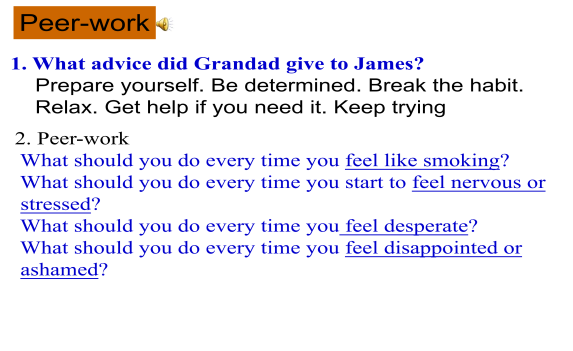 Peer-work
1. What advice did Grandad give to James?
Prepare yourself. Be determined. Break the habit.
Relax. Get help if you need it. Keep trying
2. Peer-work
What should you do every time you feel like smoking?
What should you do every time you start to feel nervous or
stressed?
What should you do every time you feel desperate?
What should you do every time you feel disappointed or
ashamed?